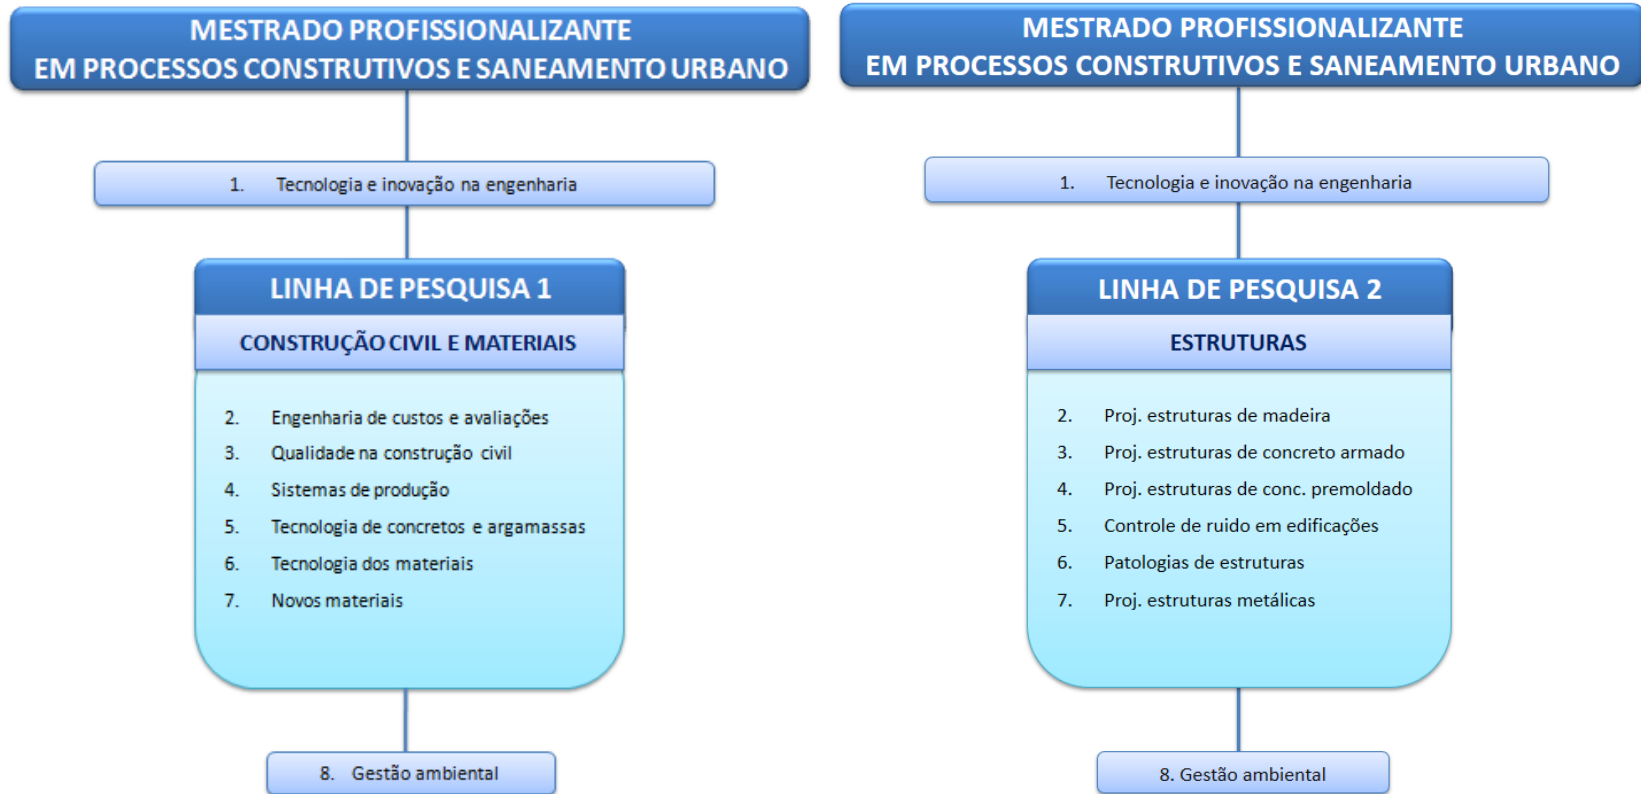 MESTRADO PROFISSIONALIZANTE
EM PROCESSOS CONSTRUTIVOS E SANEAMENTO URBANO
1. Tecnologia e inovação na engenharia
LINHA DE PESQUISA 1
CONSTRUÇÃO CIVIL E MATERIAIS
2. Engenharia de custos e avaliações
3. Qualidade na construção civil
4. Sistemas de produção
5. Tecnologia de concretos e argamassas
6. Tecnologia dos materiais
7. Novos materiais
8. Gestão ambiental
MESTRADO PROFISSIONALIZANTE
EM PROCESSOS CONSTRUTIVOS E SANEAMENTO URBANO
1. Tecnologia e inovação na engenharia
LINHA DE PESQUISA 2
ESTRUTURAS
2. Proj. estruturas de madeira
3. Proj. estruturas de concreto armado
4. Proj. estruturas de conc. premoldado
5. Controle de ruido em edificações
6. Patologias de estruturas
7. Proj. estruturas metálicas
8. Gestão ambiental